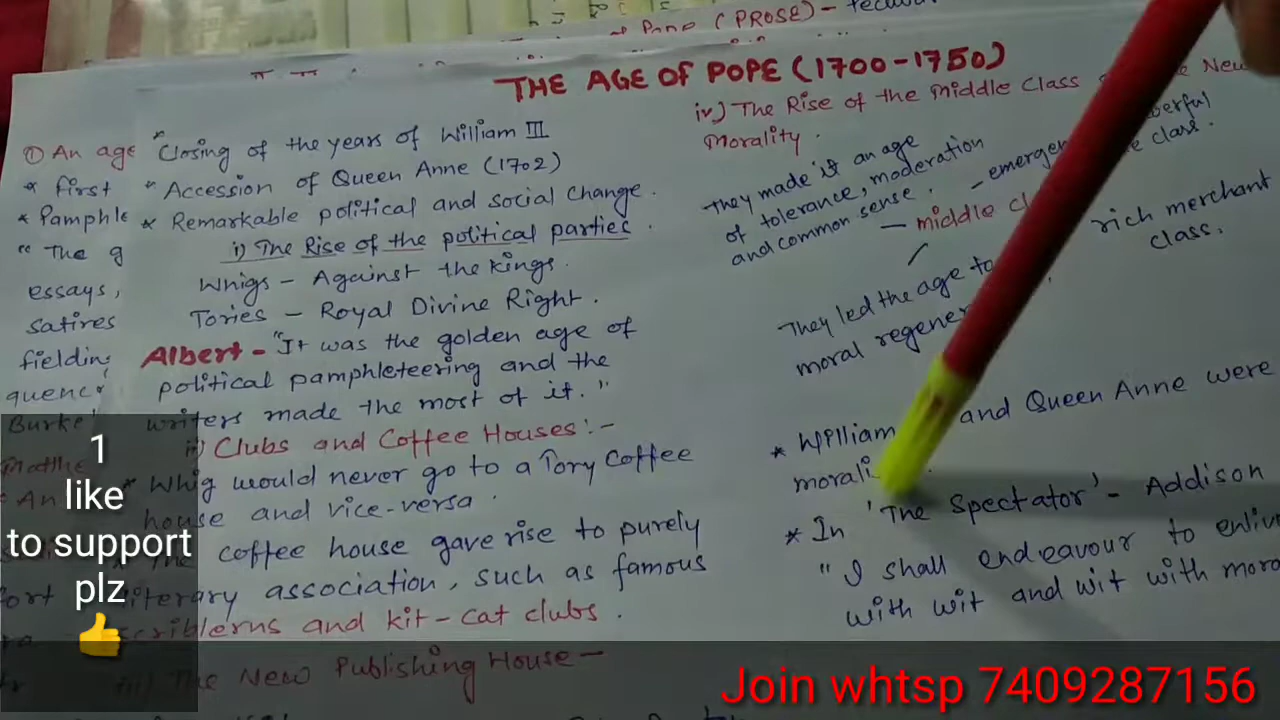 PROSE)-
THE AGE OF POPE (1700-1750)
① An age
* first
* Pamphle
" The g
essays,
Satires
fielding
quenc
Burke
"Closing of the years of William III
" Accession of Queen Anne (1702)
* Remarkable political and social change.
i) The Rise of the political parties.
Whigs - Against the kings.
Tories - Royal Divine Right.
Albert - "It was the golden age of
political pamphleteering and the
writers made the most of it."
ii) Clubs and Coffee Houses:-
* Whig would never go to a Tory Coffee
house and vice-versa.
The coffee house gave rise to purely
literary association, such as famous
scriblerns and kit-cat clubs.
iii) The New Publishing House-
iv) The Rise of the Middle Class New
Morality.
They made it an age
of tolerance, moderation
and common sense.
- emergen
class.
- middle cl
rich merchant
class.
They led the age to
moral regener
* William and Queen Anne were
morali
* In 'The Spectator' - Addison
"I shall endeavour to enliv
with wit and wit with mora
1
like
to support
plz
👍
Join whtsp 7409287156